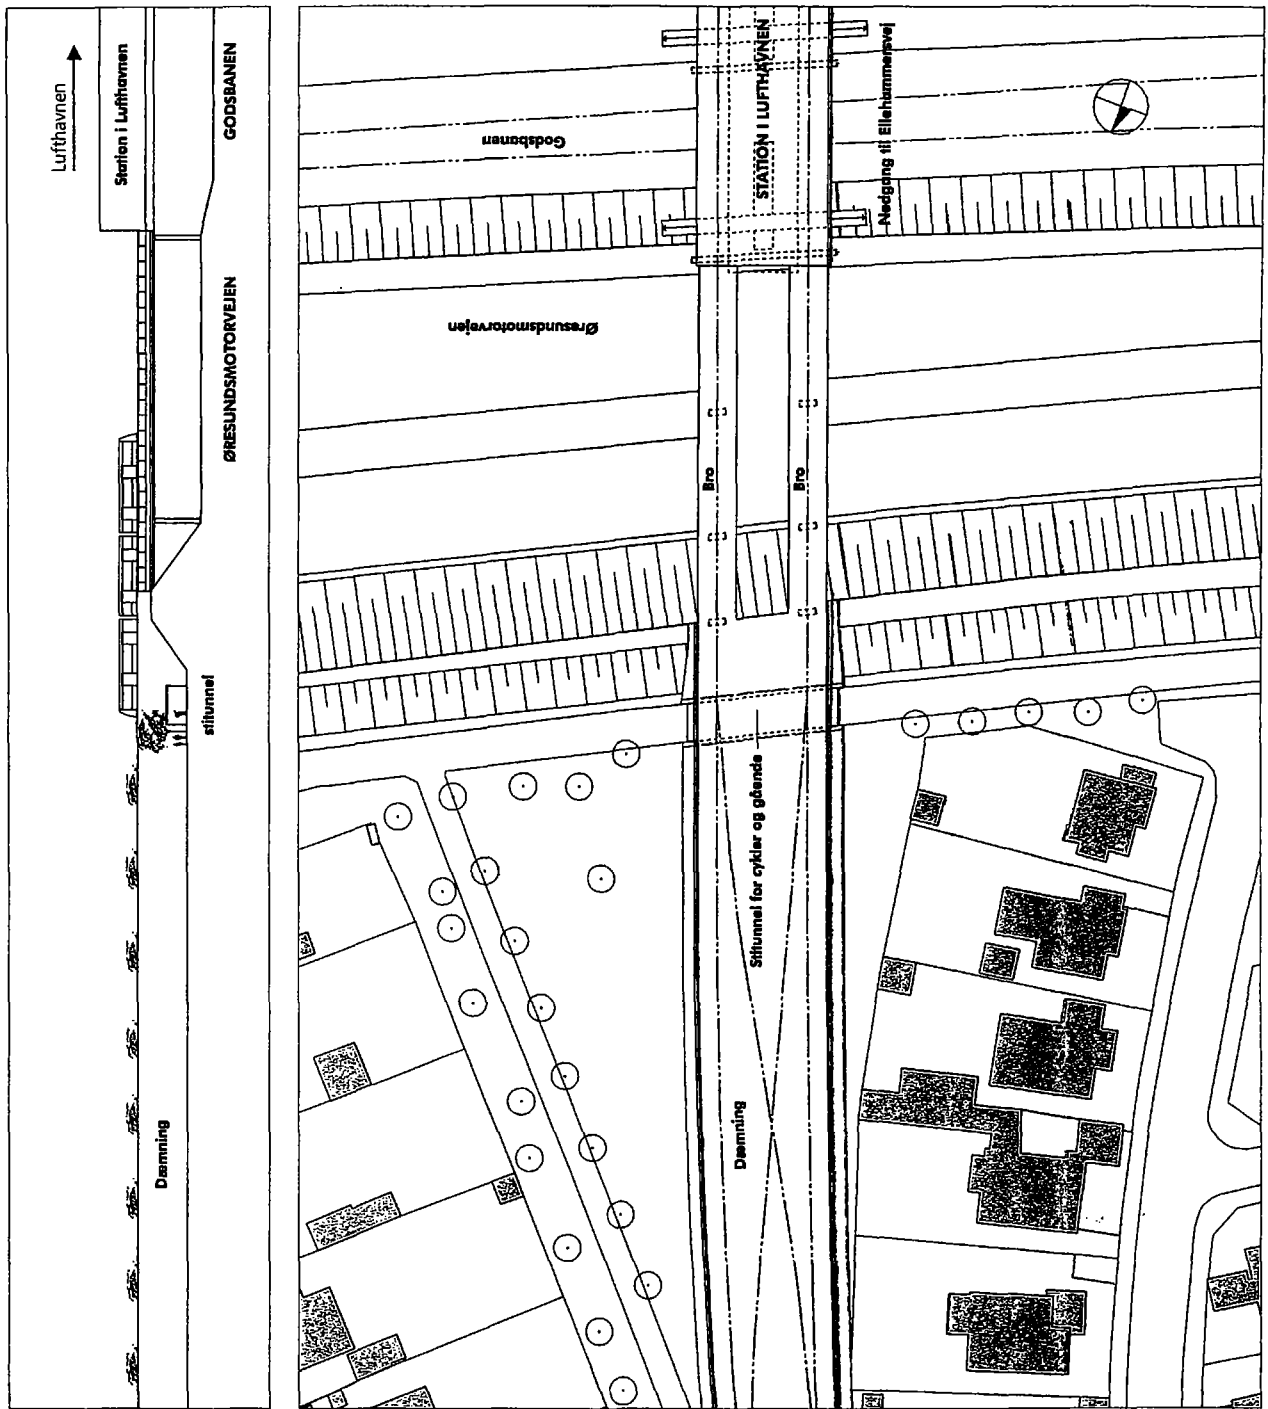 Lufthavnen
Station i Lufthavnen
GODSBANEN
ØRESUNDSMOTORVEJEN
stitunnel
Dæmning
STATION I LUFTHAVNEN
Nedgang til Ellehammersvej
Godsbanen
Øresundsmotorvejen
Bro
Bro
Stitunnel for cykler og gående
Dæmning